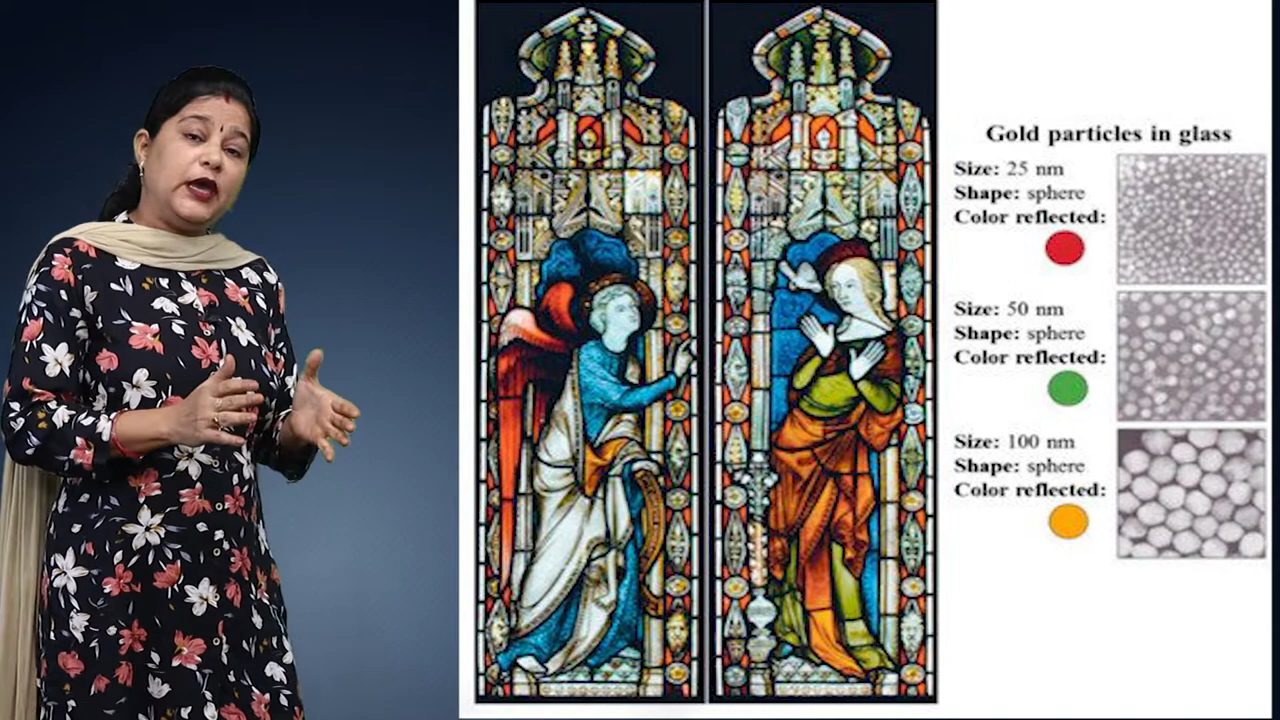 Gold particles in glass
Size: 25 nm
Shape: sphere
Color reflected:
Size: 50 nm
Shape: sphere
Color reflected:
Size: 100 nm
Shape: sphere
Color reflected: